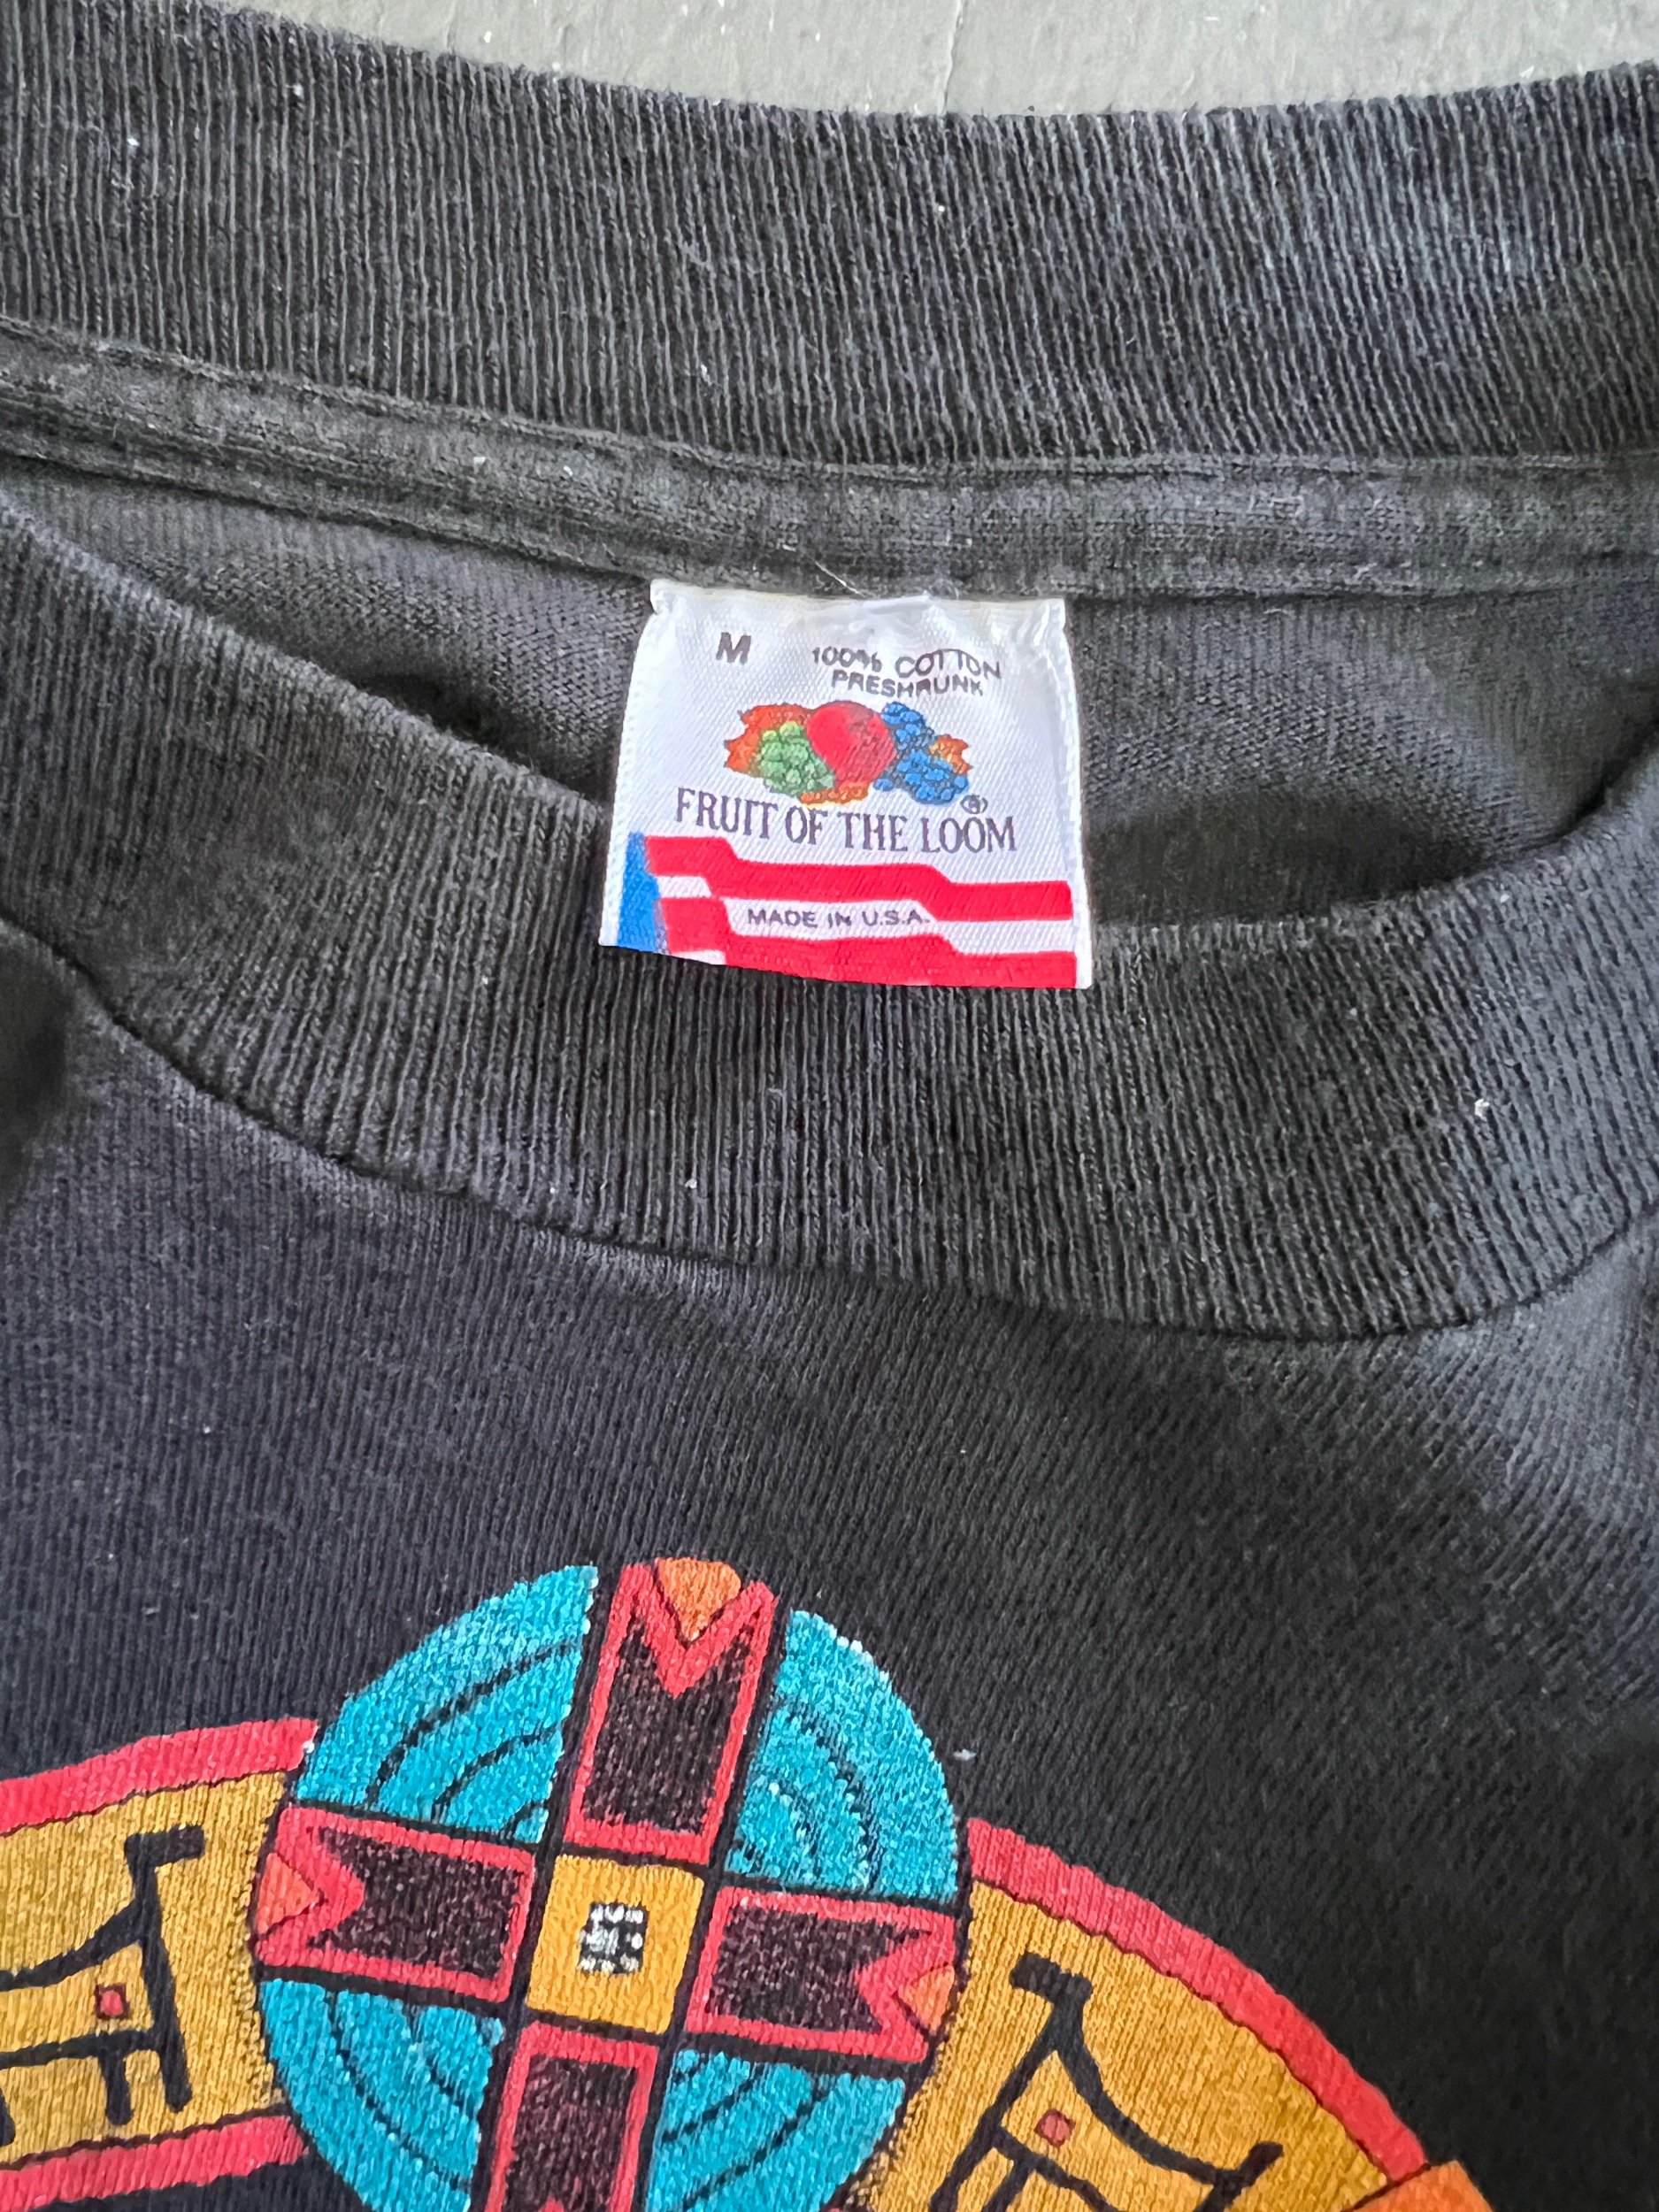 M
100% COTTON
PRESHRUNK
FRUIT OF THE LOOM®
MADE IN U.S.A.